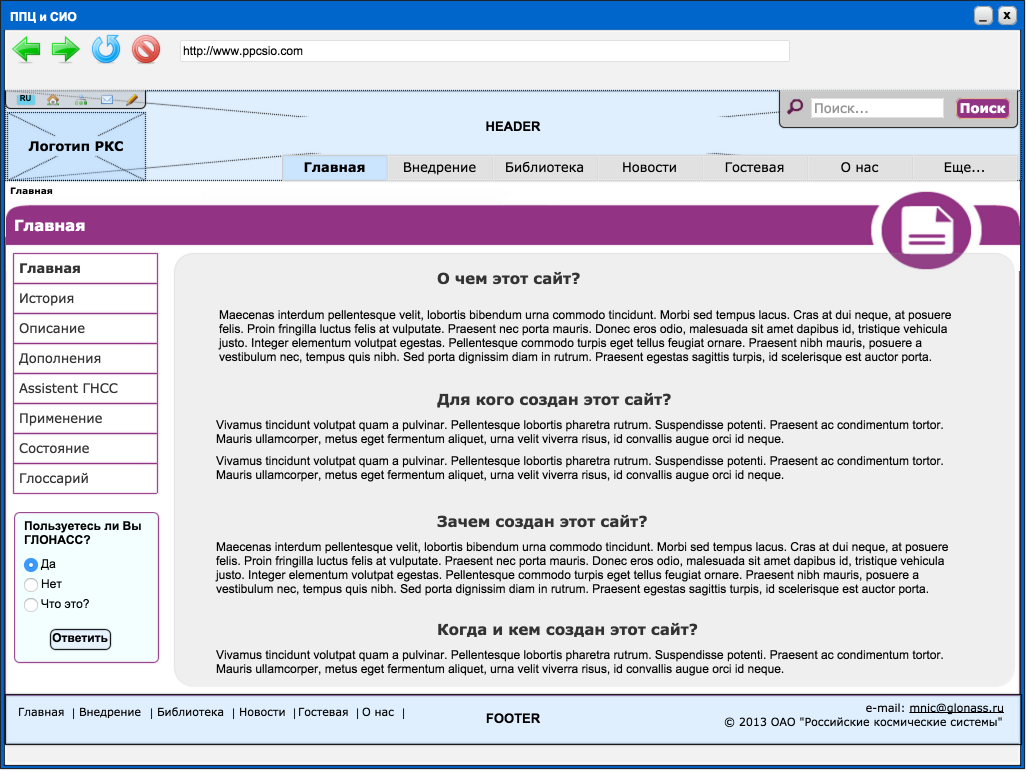 ППЦ и СИО
_ x
http://www.ppcsio.com
RU
Поиск...
Поиск
HEADER
Логотип РКС
Главная Внедрение Библиотека Новости Гостевая О нас Еще...
Главная
Главная
Главная
История
Описание
Дополнения
Assistent ГНСС
Применение
Состояние
Глоссарий
Пользуетесь ли Вы
ГЛОНАСС?
Да
Нет
Что это?
Ответить
О чем этот сайт?
Maecenas interdum pellentesque velit, lobortis bibendum urna commodo tincidunt. Morbi sed tempus lacus. Cras at dui neque, at posuere
felis. Proin fringilla luctus felis at vulputate. Praesent nec porta mauris. Donec eros odio, malesuada sit amet dapibus id, tristique vehicula
justo. Integer elementum volutpat egestas. Pellentesque commodo turpis eget tellus feugiat ornare. Praesent nibh mauris, posuere a
vestibulum nec, tempus quis nibh. Sed porta dignissim diam in rutrum. Praesent egestas sagittis turpis, id scelerisque est auctor porta.
Для кого создан этот сайт?
Vivamus tincidunt volutpat quam a pulvinar. Pellentesque lobortis pharetra rutrum. Suspendisse potenti. Praesent ac condimentum tortor.
Mauris ullamcorper, metus eget fermentum aliquet, urna velit viverra risus, id convallis augue orci id neque.
Vivamus tincidunt volutpat quam a pulvinar. Pellentesque lobortis pharetra rutrum. Suspendisse potenti. Praesent ac condimentum tortor.
Mauris ullamcorper, metus eget fermentum aliquet, urna velit viverra risus, id convallis augue orci id neque.
Зачем создан этот сайт?
Maecenas interdum pellentesque velit, lobortis bibendum urna commodo tincidunt. Morbi sed tempus lacus. Cras at dui neque, at posuere
felis. Proin fringilla luctus felis at vulputate. Praesent nec porta mauris. Donec eros odio, malesuada sit amet dapibus id, tristique vehicula
justo. Integer elementum volutpat egestas. Pellentesque commodo turpis eget tellus feugiat ornare. Praesent nibh mauris, posuere a
vestibulum nec, tempus quis nibh. Sed porta dignissim diam in rutrum. Praesent egestas sagittis turpis, id scelerisque est auctor porta.
Когда и кем создан этот сайт?
Vivamus tincidunt volutpat quam a pulvinar. Pellentesque lobortis pharetra rutrum. Suspendisse potenti. Praesent ac condimentum tortor.
Mauris ullamcorper, metus eget fermentum aliquet, urna velit viverra risus, id convallis augue orci id neque.
Главная | Внедрение | Библиотека | Новости | Гостевая | О нас |
FOOTER
e-mail: mnic@glonass.ru
© 2013 ОАО "Российские космические системы"